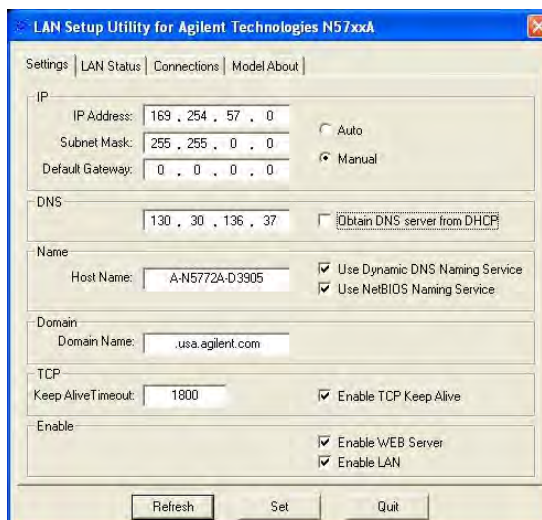 LAN Setup Utility for Agilent Technologies N57xxA
Settings LAN Status Connections Model About
IP
IP Address: 169 . 254 . 57 . 0
Auto
Subnet Mask: 255 . 255 . 0 . 0
Manual
Default Gateway: 0 . 0 . 0 . 0
DNS
130 . 30 . 136 . 37 Obtain DNS server from DHCP
Name
Use Dynamic DNS Naming Service
Host Name: A-N5772A-D3905
Use NetBIOS Naming Service
Domain
Domain Name: .usa.agilent.com
TCP
Keep AliveTimeout: 1800 Enable TCP Keep Alive
Enable
Enable WEB Server
Enable LAN
Refresh Set Quit